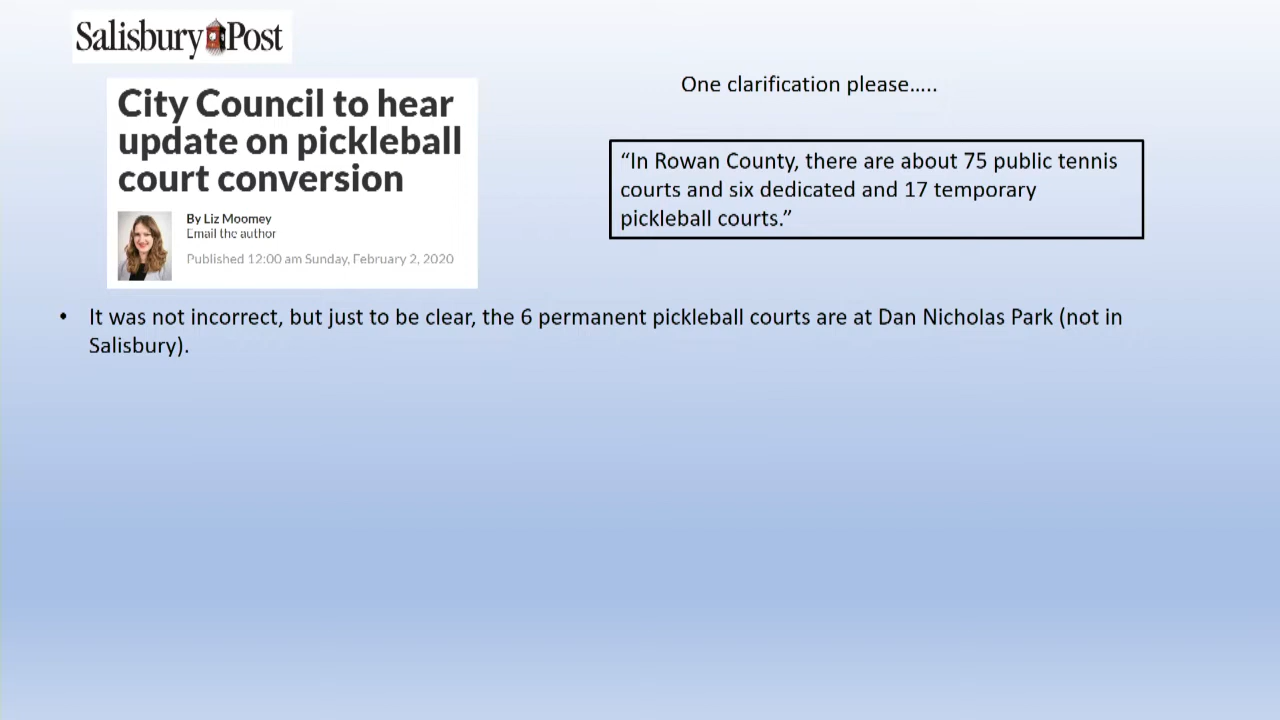 Salisbury Post
City Council to hear
update on pickleball
court conversion
By Liz Moomey
Email the author
Published 12:00 am Sunday, February 2, 2020
One clarification please…..
“In Rowan County, there are about 75 public tennis
courts and six dedicated and 17 temporary
pickleball courts.”
• It was not incorrect, but just to be clear, the 6 permanent pickleball courts are at Dan Nicholas Park (not in
Salisbury).